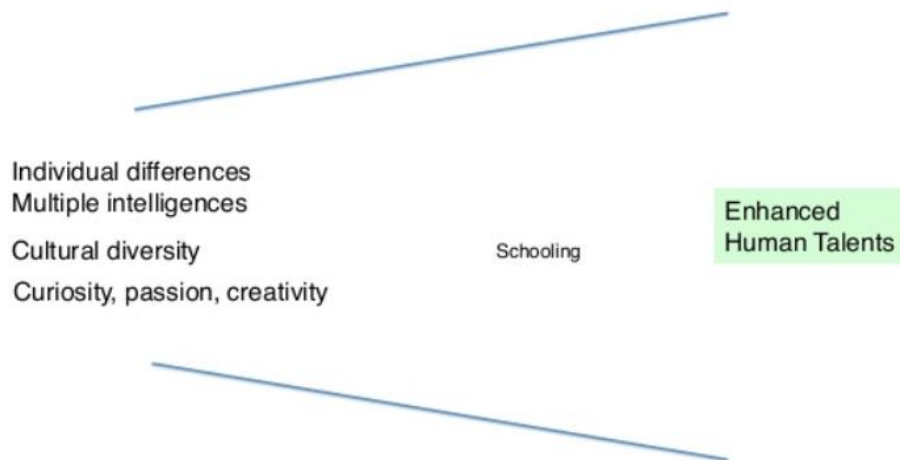 Individual differences
Multiple intelligences
Cultural diversity
Curiosity, passion, creativity
Schooling
Enhanced
Human Talents